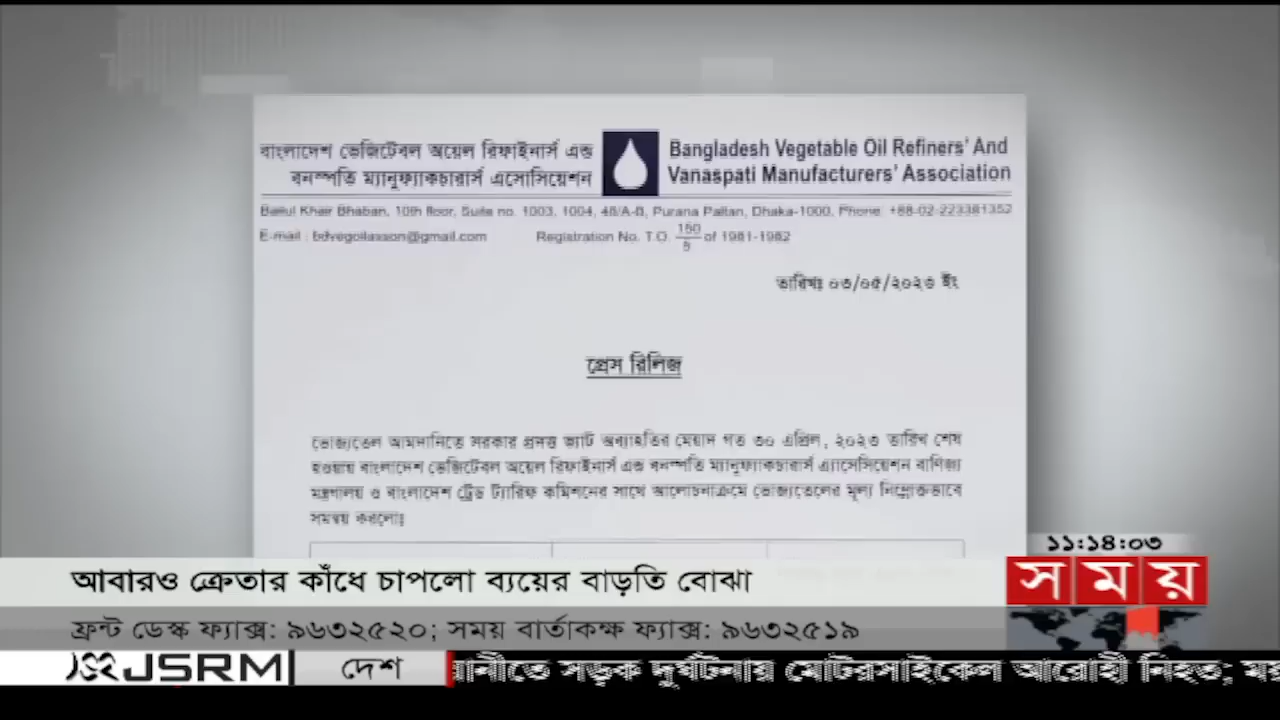 বাংলাদেশ ভেজিটেবল অয়েল রিফাইনার্স এন্ড
বনস্পতি ম্যানুফ্যাকচারার্স এসোসিয়েশন
Bangladesh Vegetable Oil Refiners' And
Vanaspati Manufacturers' Association
Baitul Khair Bhaban, 10th floor, Suite no. 1003, 1004, 48/A-B, Purana Paltan, Dhaka-1000, Phone: +88-02-223381352
E-mail : bdvegoilasson@gmail.com Registration No. T.O. 160/5 of 1981-1982
তারিখঃ ০৩/০৫/২০২৩ ইং
প্রেস রিলিজ
ভোজ্যতেল আমদানিতে সরকার প্রদত্ত ভ্যাট অব্যাহতির মেয়াদ গত ৩০ এপ্রিল, ২০২৩ তারিখ শেষ
হওয়ায় বাংলাদেশ ভেজিটেবল অয়েল রিফাইনার্স এন্ড বনস্পতি ম্যানুফ্যাকচারার্স এ্যাসেসিয়েশন বাণিজ্য
মন্ত্রণালয় ও বাংলাদেশ ট্রেড ট্যারিফ কমিশনের সাথে আলোচনাক্রমে ভোজ্যতেলের মূল্য নিম্নোক্তভাবে
সমন্বয় করলোঃ
১১:১৪:০৩
আবারও ক্রেতার কাঁধে চাপলো ব্যয়ের বাড়তি বোঝা
সময়
ফ্রন্ট ডেস্ক ফ্যাক্স: ৯৬৩২৫২০; সময় বার্তাকক্ষ ফ্যাক্স: ৯৬৩২৫১৯
JSRM দেশ সড়ক দুর্ঘটনায় মোটরসাইকেল আরোহী নিহত;